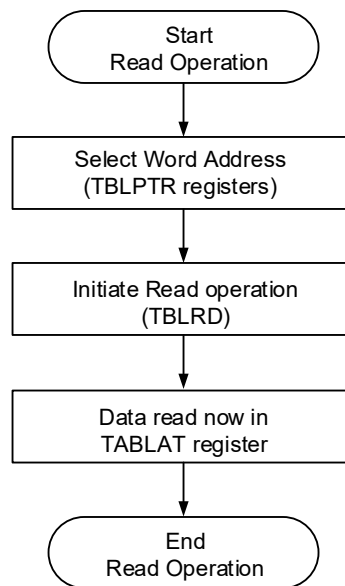 Start
Read Operation
Select Word Address
(TBLPTR registers)
Initiate Read operation
(TBLRD)
Data read now in
TABLAT register
End
Read Operation